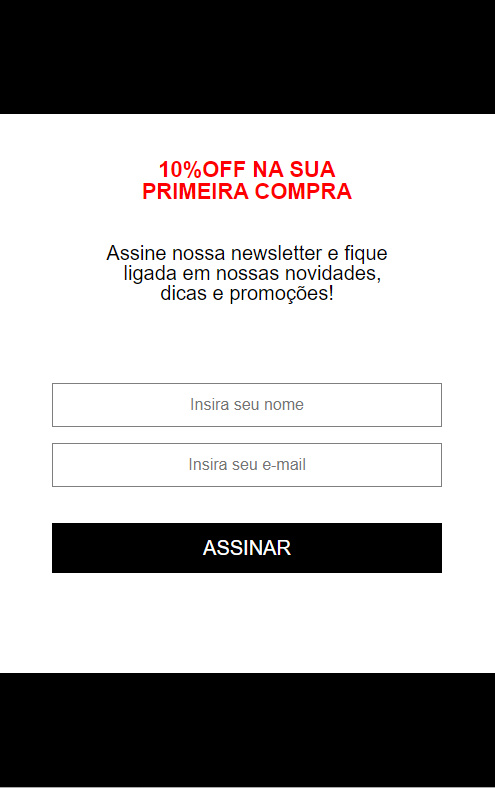 10%OFF NA SUA
PRIMEIRA COMPRA
Assine nossa newsletter e fique
ligada em nossas novidades,
dicas e promoções!
Insira seu nome
Insira seu e-mail
ASSINAR